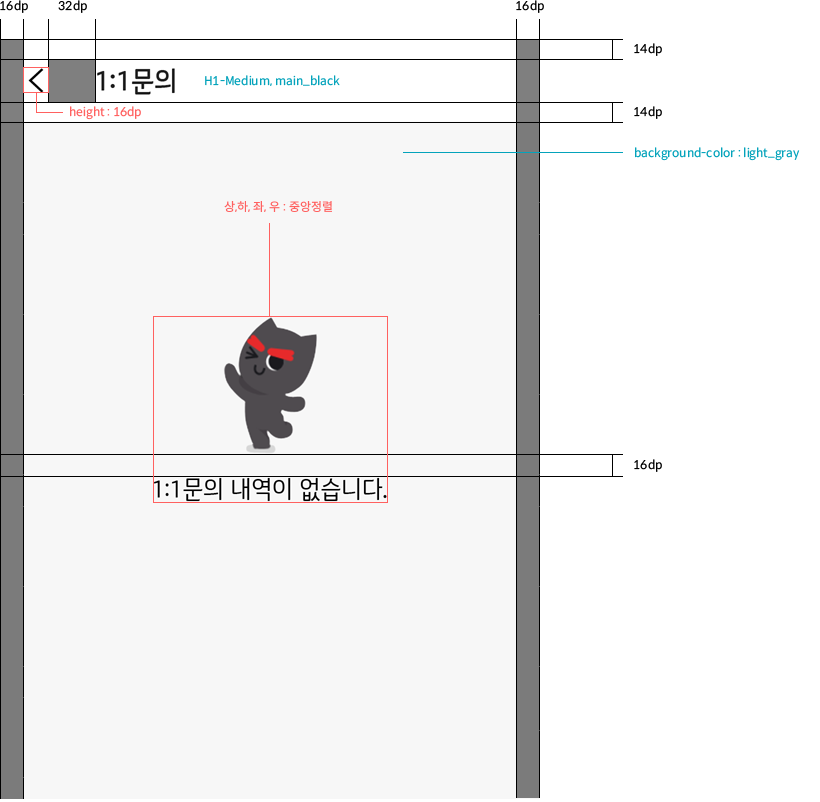 16dp
32dp
16dp
14dp
1:1문의
H1-Medium, main_black
height : 16dp
14dp
background-color : light_gray
상,하, 좌, 우 : 중앙정렬
16dp
1:1문의 내역이 없습니다.